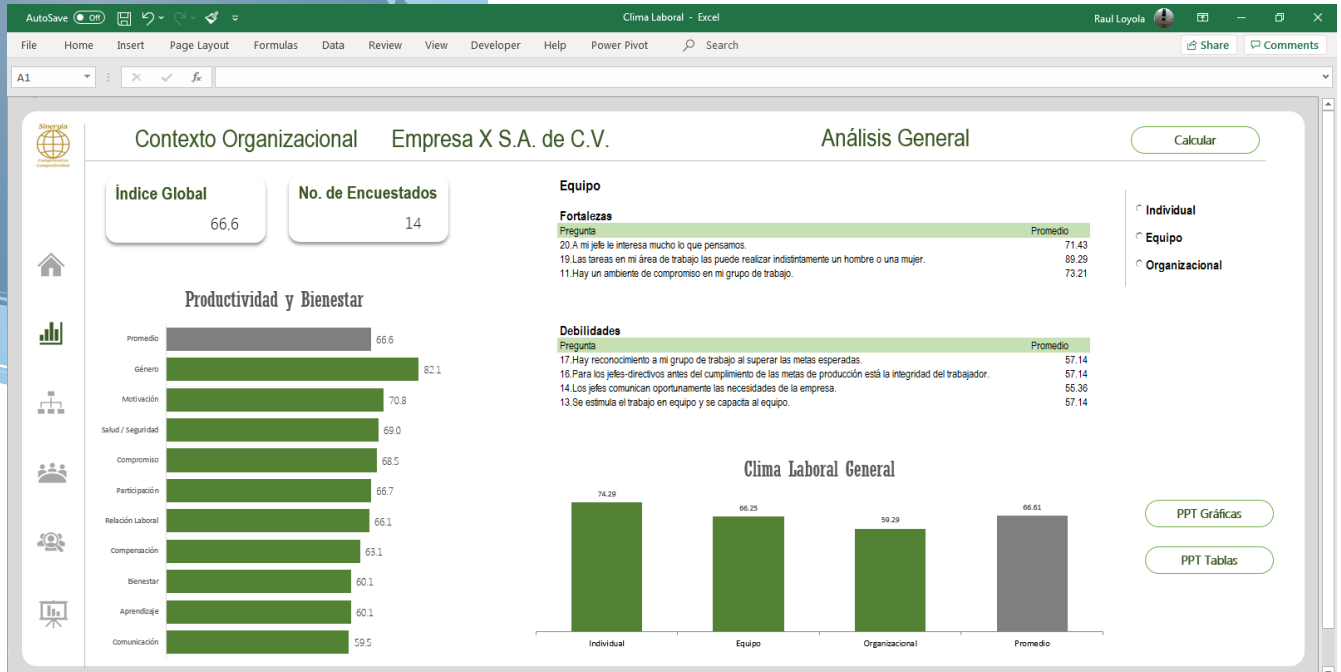 AutoSave Off Clima Laboral - Excel Raul Loyola
File Home Insert Page Layout Formulas Data Review View Developer Help Power Pivot Search Share Comments
A1 fx
Sinergia
Contexto Organizacional Empresa X S.A. de C.V. Análisis General Calcular
Índice Global
66.6
No. de Encuestados
14
Productividad y Bienestar
Promedio 66.6
Género 82.1
Motivación 70.8
Salud / Seguridad 69.0
Compromiso 68.5
Participación 66.7
Relación Laboral 66.1
Compensación 63.1
Bienestar 60.1
Aprendizaje 60.1
Comunicación 59.5
Equipo
Fortalezas
Pregunta Promedio
20.A mi jefe le interesa mucho lo que pensamos. 71.43
19.Las tareas en mi área de trabajo las puede realizar indistintamente un hombre o una mujer. 89.29
11.Hay un ambiente de compromiso en mi grupo de trabajo. 73.21
Debilidades
Pregunta Promedio
17.Hay reconocimiento a mi grupo de trabajo al superar las metas esperadas. 57.14
16.Para los jefes-directivos antes del cumplimiento de las metas de producción está la integridad del trabajador. 57.14
14.Los jefes comunican oportunamente las necesidades de la empresa. 55.36
13.Se estimula el trabajo en equipo y se capacita al equipo. 57.14
Individual
Equipo
Organizacional
Clima Laboral General
74.29 66.25 59.29 66.61
Individual Equipo Organizacional Promedio
PPT Gráficas
PPT Tablas